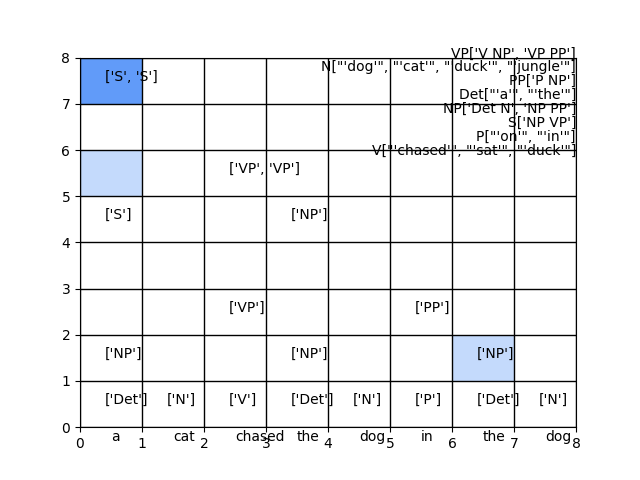 VP['V NP', 'VP PP']
8
['S', 'S']
N["'dog'", "'cat'", "'duck'", "'jungle'"]
PP['P NP']
Det["'a'", "'the'"]
7
NP['Det N', 'NP PP']
S['NP VP']
P["'on'", "'in'"]
6
V["'chased'", "'sat'", "'duck'"]
['VP', 'VP']
5
['S'] ['NP']
4
3
['VP'] ['PP']
2
['NP'] ['NP'] ['NP']
1
['Det'] ['N'] ['V'] ['Det'] ['N'] ['P'] ['Det'] ['N']
0
a cat chased the dog in the dog
0 1 2 3 4 5 6 7 8